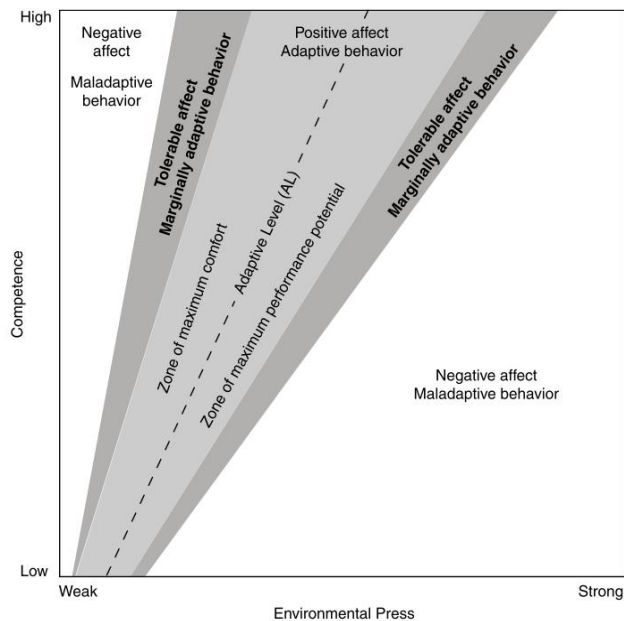 High
Negative
affect
Maladaptive
behavior
Tolerable affect
Marginally adaptive behavior
Positive affect
Adaptive behavior
Tolerable affect
Marginally adaptive behavior
Zone of maximum comfort
Adaptive Level (AL)
Zone of maximum performance potential
Competence
Negative affect
Maladaptive behavior
Low
Weak
Strong
Environmental Press